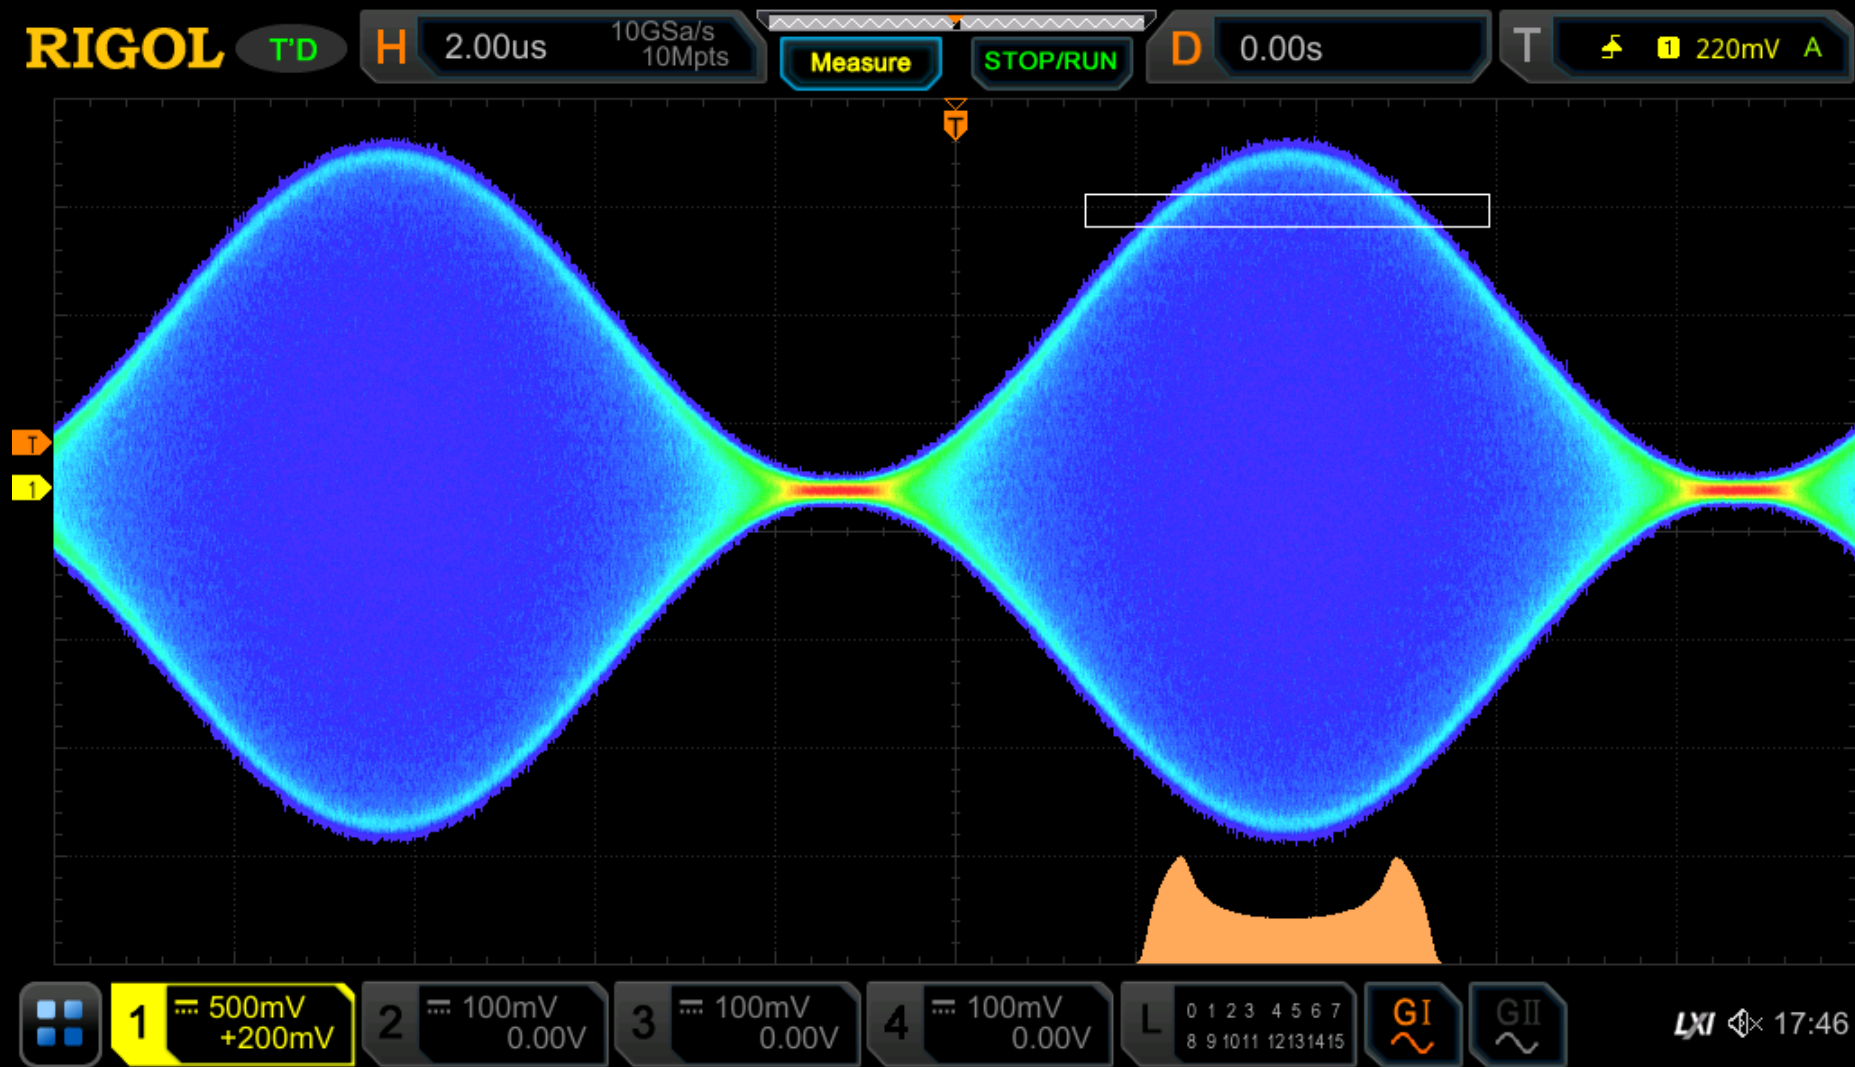 RIGOL T'D H 2.00us 10GSa/s 10Mpts Measure STOP/RUN D 0.00s T 1 220mV A
T
T
1
1 500mV +200mV
2 100mV 0.00V
3 100mV 0.00V
4 100mV 0.00V
L 0 1 2 3 4 5 6 7
8 9 10 11 12 13 14 15
GI
GII
LXI 17:46